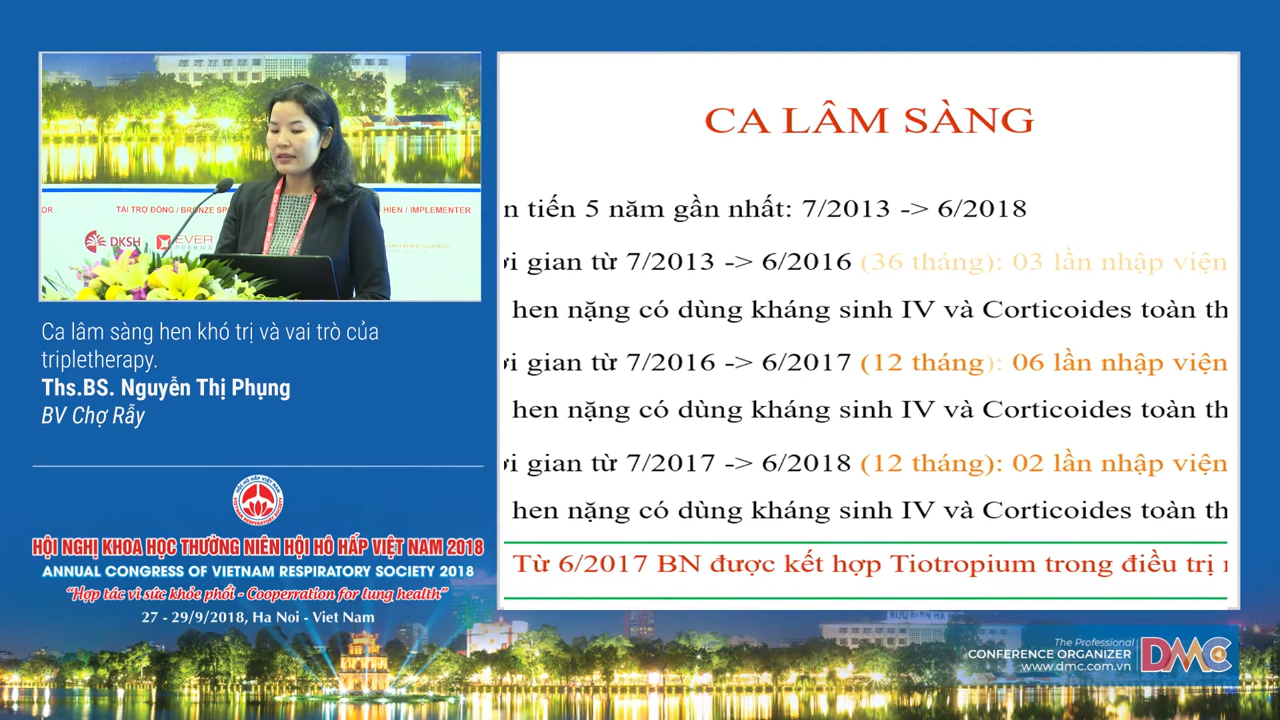 OR
TÀI TRỢ ĐỒNG / BRONZE SP
HIỆN / IMPLEMENTER
DKSH
EVER
PHARMA
Ca lâm sàng hen khó trị và vai trò của
tripletherapy.
Ths.BS. Nguyễn Thị Phụng
BV Chợ Rẫy
HỘI NGHỊ KHOA HỌC THƯỜNG NIÊN HỘI HÔ HẤP VIỆT NAM 2018
ANNUAL CONGRESS OF VIETNAM RESPIRATORY SOCIETY 2018
"Hợp tác vì sức khỏe phổi - Cooperration for lung health"
27 - 29/9/2018, Ha Noi - Viet Nam
CA LÂM SÀNG
n tiến 5 năm gần nhất: 7/2013 -> 6/2018
i gian từ 7/2013 -> 6/2016 (36 tháng): 03 lần nhập viện
hen nặng có dùng kháng sinh IV và Corticoides toàn th
i gian từ 7/2016 -> 6/2017 (12 tháng): 06 lần nhập viện
hen nặng có dùng kháng sinh IV và Corticoides toàn th
i gian từ 7/2017 -> 6/2018 (12 tháng): 02 lần nhập viện
hen nặng có dùng kháng sinh IV và Corticoides toàn th
Từ 6/2017 BN được kết hợp Tiotropium trong điều trị
The Professional
CONFERENCE ORGANIZER
www.dmc.com.vn
DMC